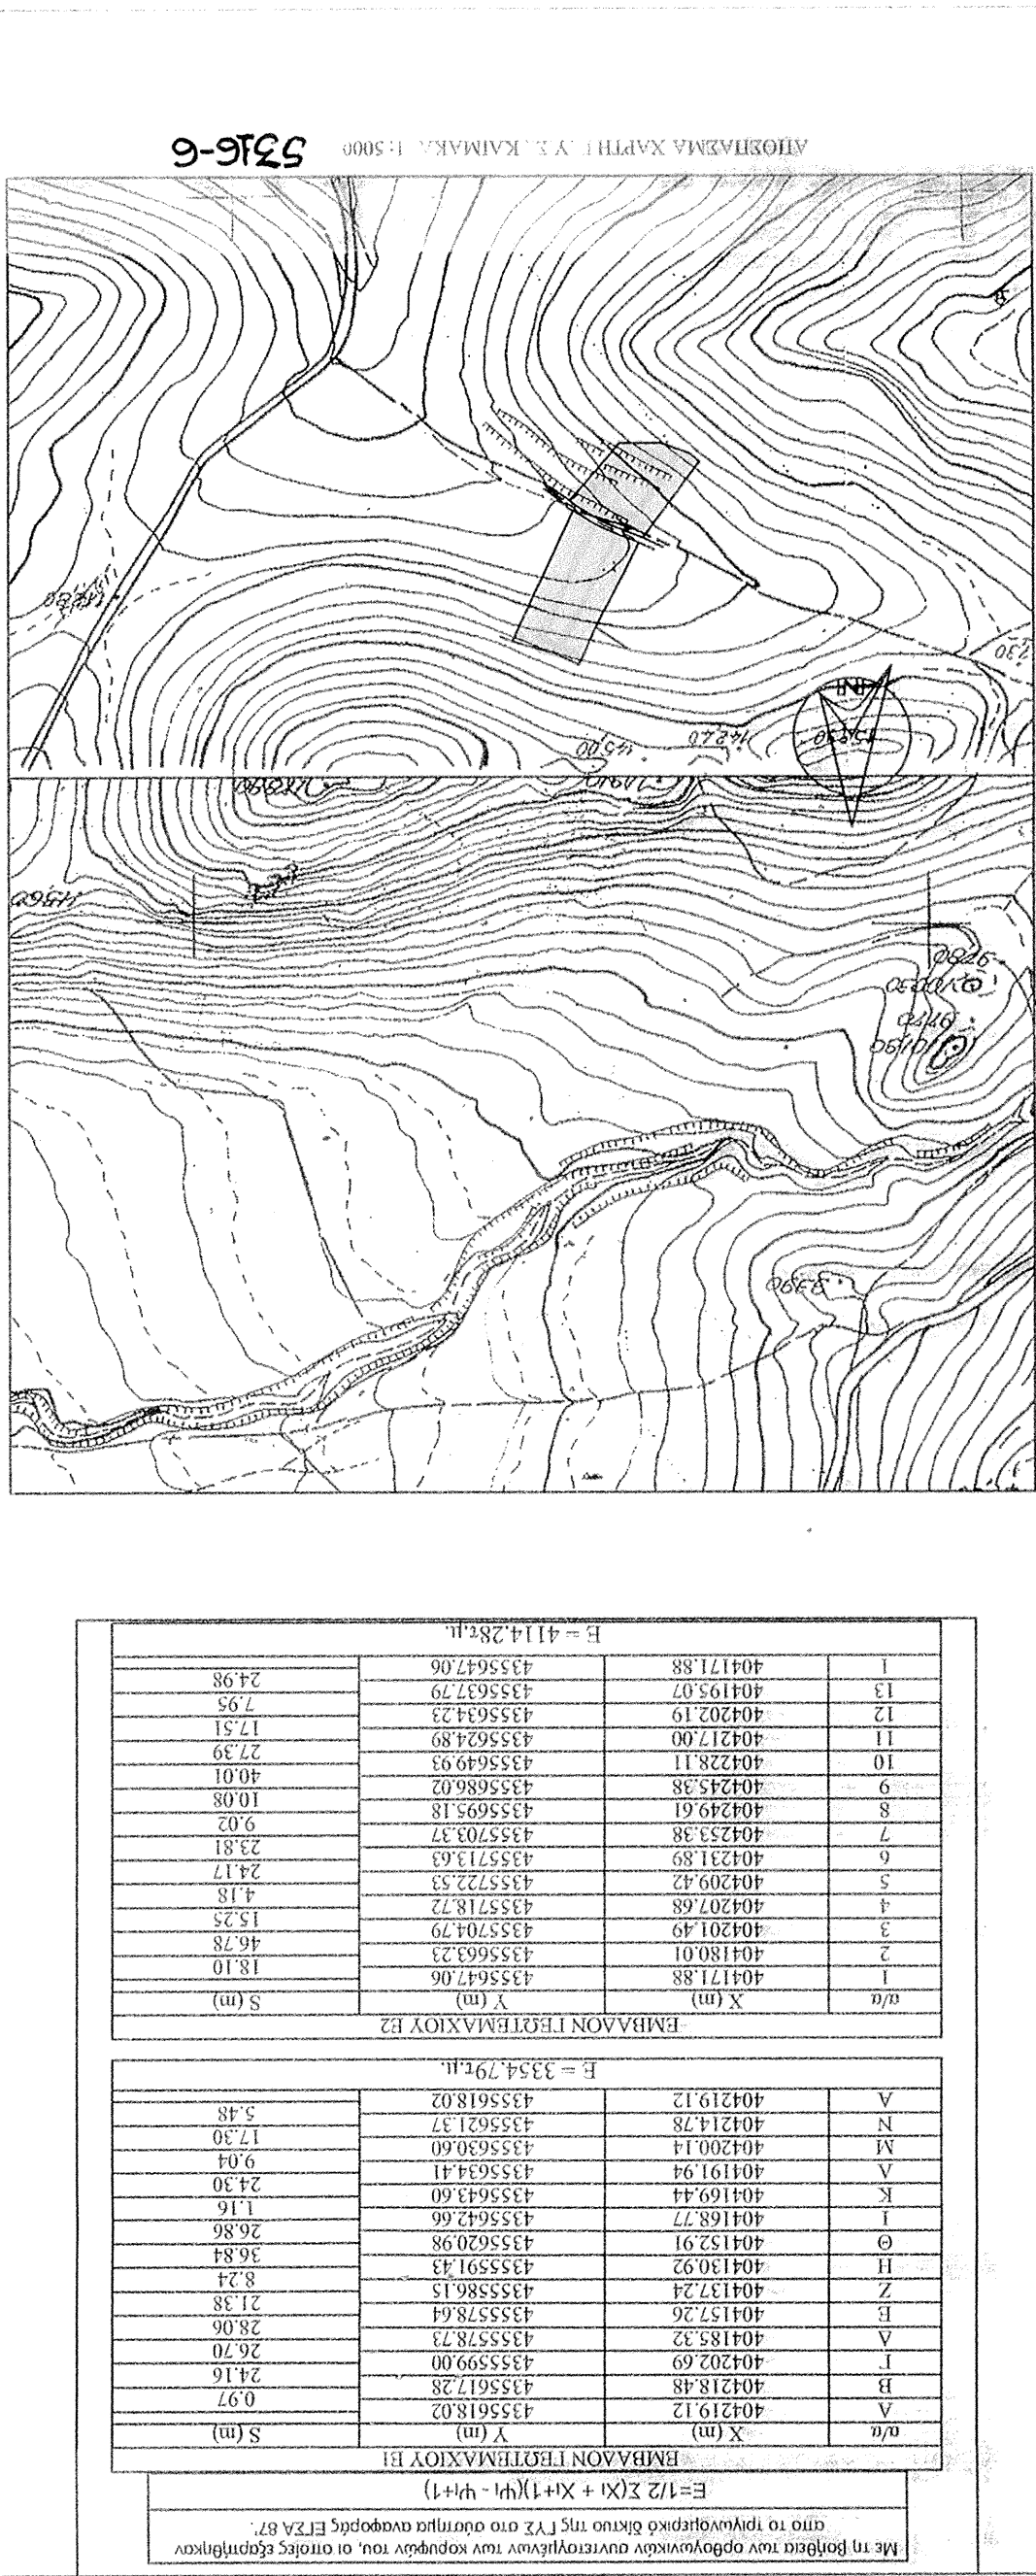 Με τη βοήθεια των ορθογωνικών συντεταγμένων των κορυφών του, οι οποίες εξαρτήθηκαν
απο το τριγωνομερικό δίκτυο της ΓΥΣ στο σύστημα αναφοράς ΕΓΣΑ 87'.
E=1/2 Σ(Xi + Xi+1)(Ψi - Ψi+1)
ΕΜΒΑΔΟΝ ΓΕΩΤΕΜΑΧΙΟΥ Ε1
α/α X (m) Y (m) S (m)
Α 404219.12 4355618.02
0.97
Β 404218.48 4355617.28
24.16
Γ 404202.69 4355599.00
26.70
Δ 404185.32 4355578.73
28.06
Ε 404157.26 4355578.64
21.38
Ζ 404137.24 4355586.15
8.24
Η 404130.92 4355591.43
36.84
Θ 404152.91 4355620.98
26.86
Ι 404168.77 4355642.66
1.16
Κ 404169.44 4355643.60
24.30
Λ 404191.94 4355634.41
9.04
Μ 404200.14 4355630.60
17.30
Ν 404214.78 4355621.37
5.48
Α 404219.12 4355618.02
Ε = 3354.79τ.μ.
ΕΜΒΑΔΟΝ ΓΕΩΤΕΜΑΧΙΟΥ Ε2
α/α X (m) Y (m) S (m)
1 404171.88 4355647.06
18.10
2 404180.01 4355663.23
46.78
3 404201.49 4355704.79
15.25
4 404207.68 4355718.72
4.18
5 404209.42 4355722.53
24.17
6 404231.89 4355713.63
23.81
7 404253.38 4355703.37
9.02
8 404249.61 4355695.18
10.08
9 404245.38 4355686.02
40.01
10 404228.11 4355649.93
27.39
11 404217.00 4355624.89
17.51
12 404202.19 4355634.23
7.95
13 404195.07 4355637.79
24.98
1 404171.88 4355647.06
Ε = 4114.28τ.μ.
145,00
142.40
ΑΠΟΣΠΑΣΜΑ ΧΑΡΤΗ Γ.Υ.Σ. ΚΛΙΜΑΚΑ 1:5000
5316-6